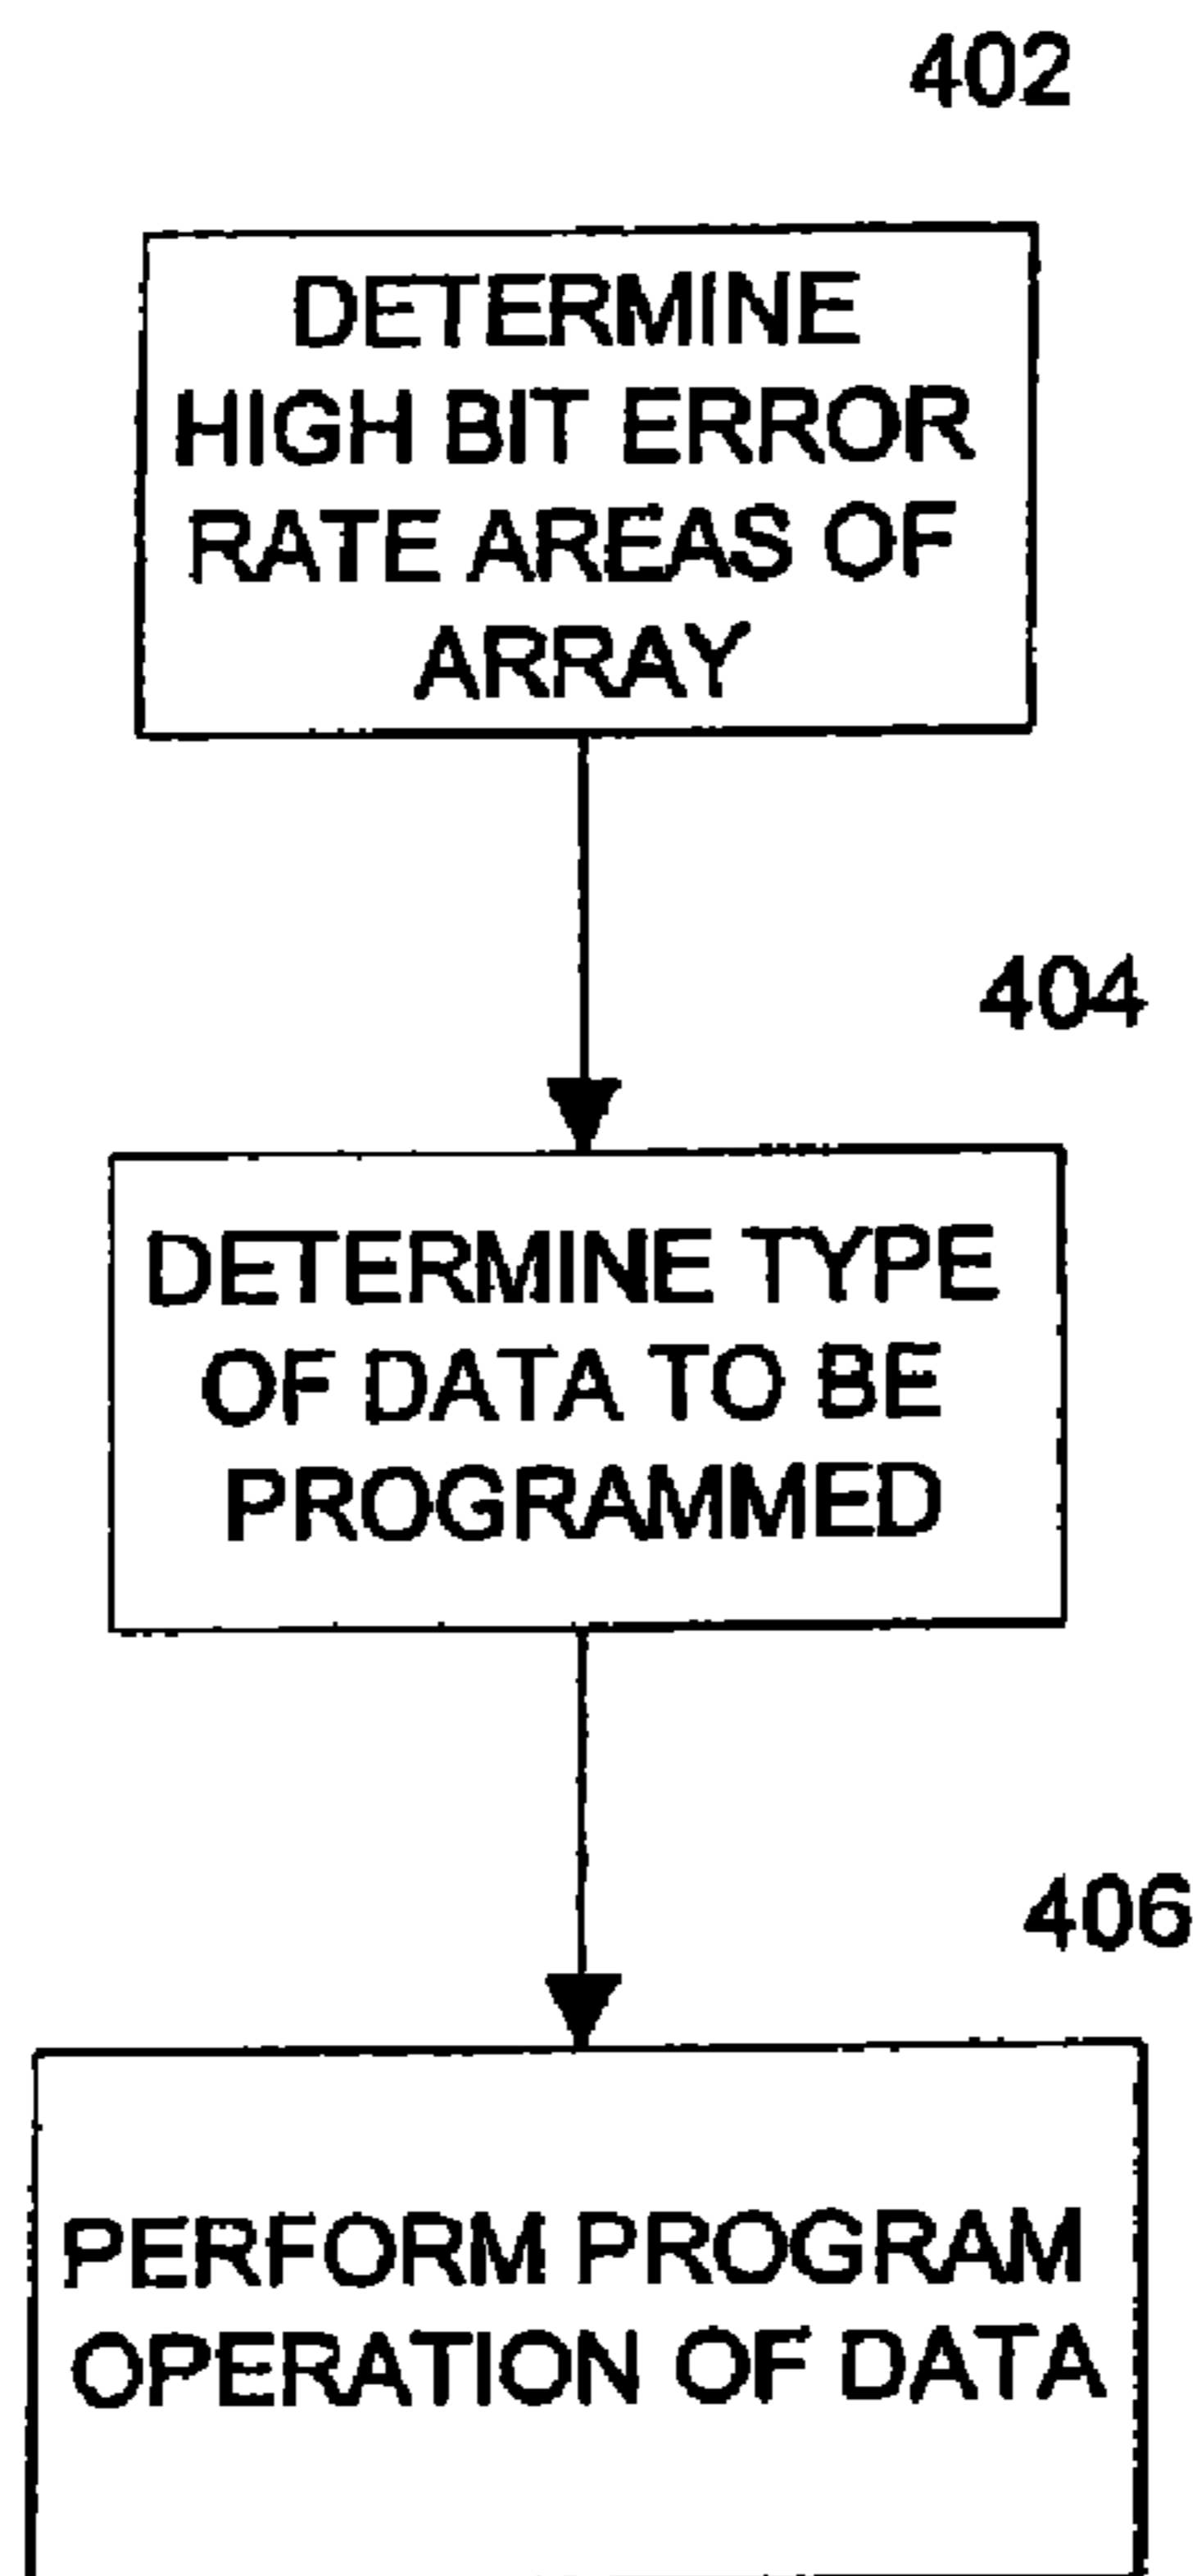 402
DETERMINE
HIGH BIT ERROR
RATE AREAS OF
ARRAY
404
DETERMINE TYPE
OF DATA TO BE
PROGRAMMED
406
PERFORM PROGRAM
OPERATION OF DATA